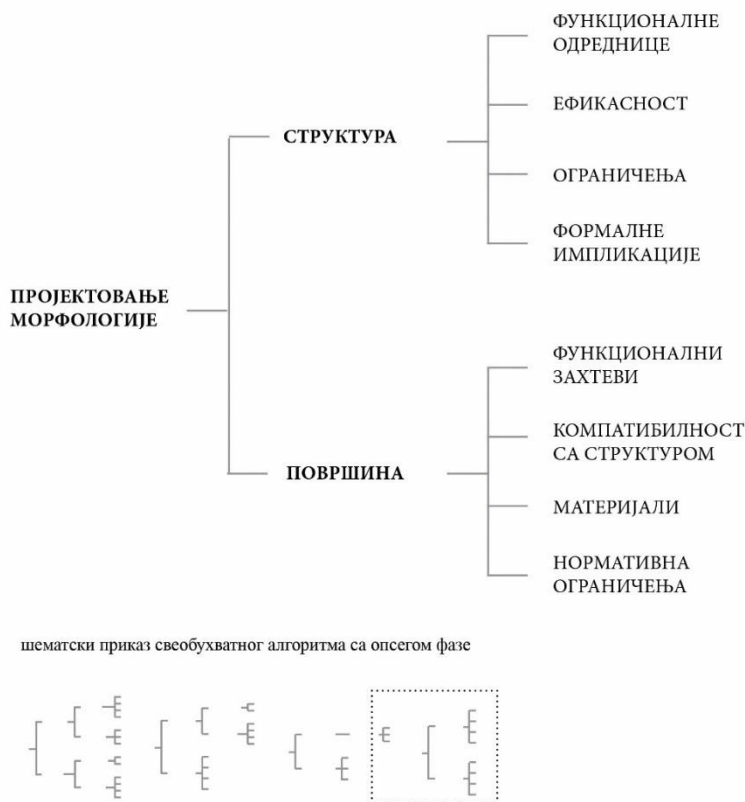 ФУНКЦИОНАЛНЕ
ОДРЕДНИЦЕ
ЕФИКАСНОСТ
СТРУКТУРА
ОГРАНИЧЕЊА
ФОРМАЛНЕ
ИМПЛИКАЦИЈЕ
ПРОЈЕКТОВАЊЕ
МОРФОЛОГИЈЕ
ФУНКЦИОНАЛНИ
ЗАХТЕВИ
КОМПАТИБИЛНОСТ
СА СТРУКТУРОМ
ПОВРШИНА
МАТЕРИЈАЛИ
НОРМАТИВНА
ОГРАНИЧЕЊА
шематски приказ свеобухватног алгоритма са опсегом фазе